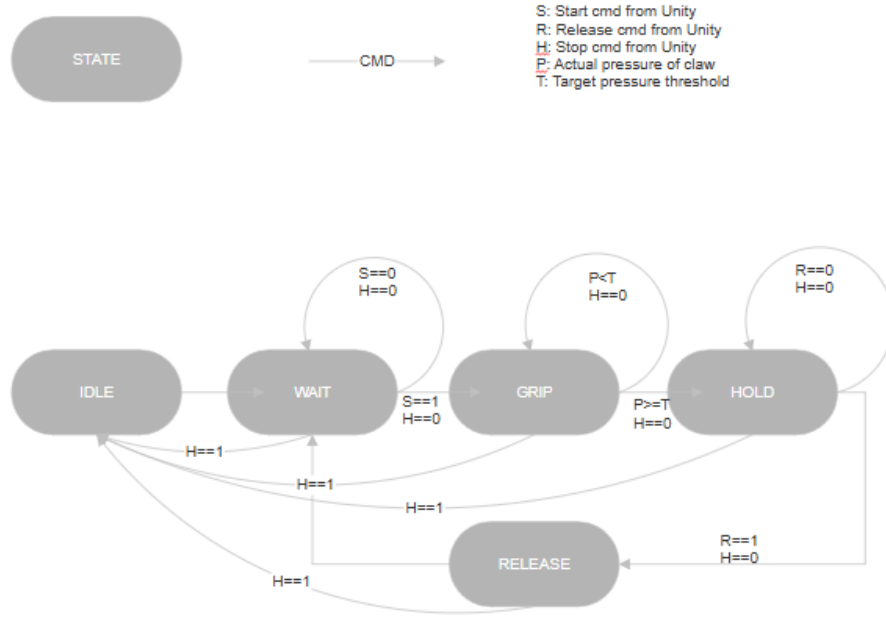 STATE
CMD
S: Start cmd from Unity
R: Release cmd from Unity
H: Stop cmd from Unity
P: Actual pressure of claw
T: Target pressure threshold
S==0
H==0
P<T
H==0
R==0
H==0
IDLE
WAIT
S==1
H==0
GRIP
P>=T
H==0
HOLD
H==1
H==1
H==1
RELEASE
R==1
H==0
H==1